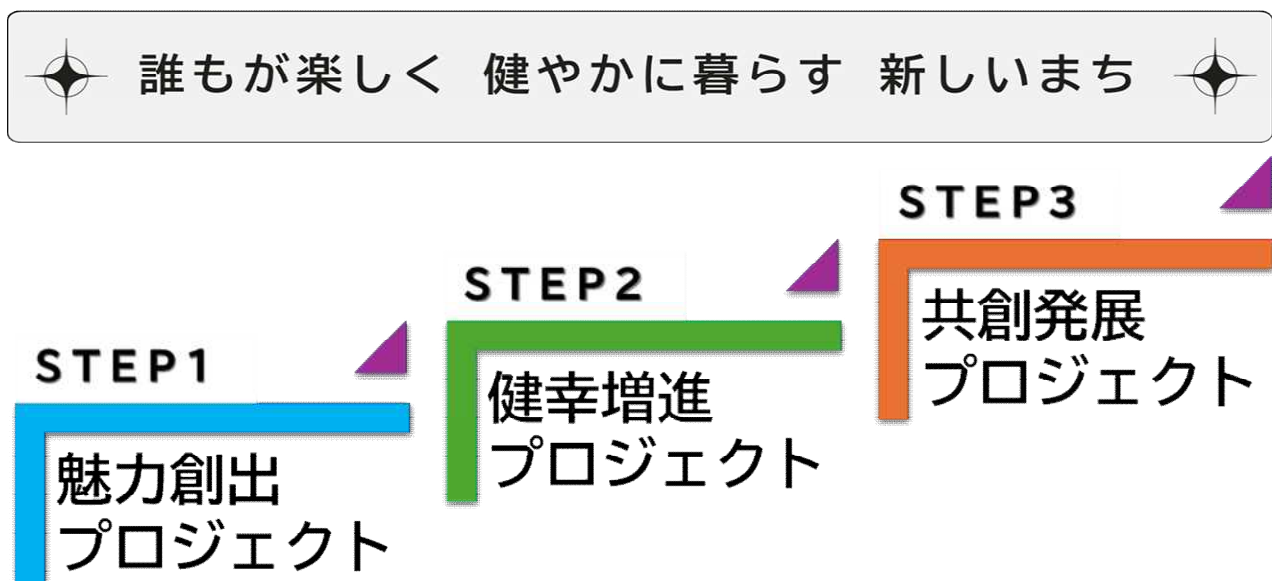 誰もが楽しく 健やかに暮らす 新しいまち
STEP1
魅力創出
プロジェクト
STEP2
健幸増進
プロジェクト
STEP3
共創発展
プロジェクト